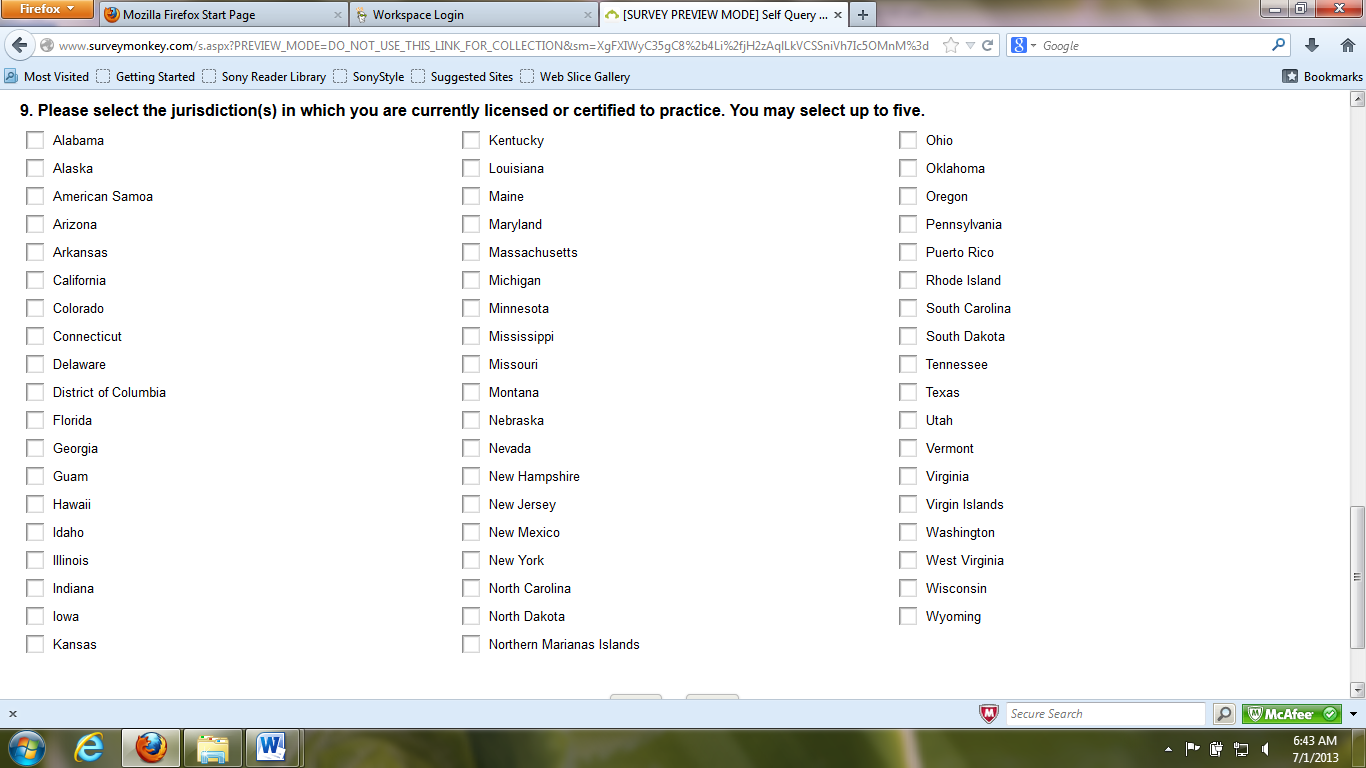 Firefox
Mozilla Firefox Start Page
Workspace Login
[SURVEY PREVIEW MODE] Self Query ...
www.surveymonkey.com/s.aspx?PREVIEW_MODE=DO_NOT_USE_THIS_LINK_FOR_COLLECTION&sm=XgFXIWyC35gC8%2b4Li%2fjH2zAqILkVCSSniVh7Ic5OMnM%3d
Google
Most Visited
Getting Started
Sony Reader Library
SonyStyle
Suggested Sites
Web Slice Gallery
Bookmarks
9. Please select the jurisdiction(s) in which you are currently licensed or certified to practice. You may select up to five.
Alabama
Alaska
American Samoa
Arizona
Arkansas
California
Colorado
Connecticut
Delaware
District of Columbia
Florida
Georgia
Guam
Hawaii
Idaho
Illinois
Indiana
Iowa
Kansas
Kentucky
Louisiana
Maine
Maryland
Massachusetts
Michigan
Minnesota
Mississippi
Missouri
Montana
Nebraska
Nevada
New Hampshire
New Jersey
New Mexico
New York
North Carolina
North Dakota
Northern Marianas Islands
Ohio
Oklahoma
Oregon
Pennsylvania
Puerto Rico
Rhode Island
South Carolina
South Dakota
Tennessee
Texas
Utah
Vermont
Virginia
Virgin Islands
Washington
West Virginia
Wisconsin
Wyoming
Secure Search
McAfee
6:43 AM
7/1/2013